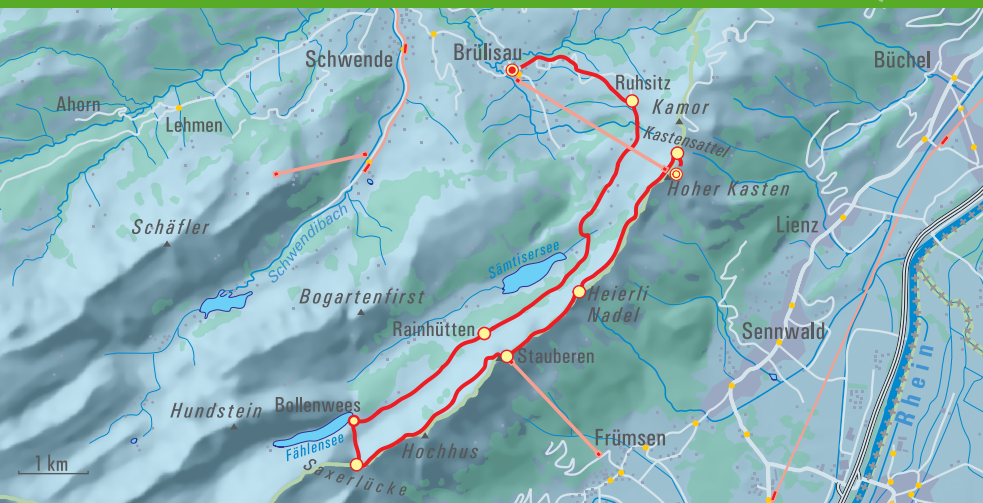 Schwende
Brülisau
Büchel
Ruhsitz
Ahorn
Kamor
Lehmen
Kastensattel
Hoher Kasten
Schäfler
Lienz
Schwendibach
Sämtisersee
Bogartenfirst
Heierli
Nadel
Rainhütten
Sennwald
Stauberen
Rhein
Hundstein
Bollenwees
Fählensee
Hochhus
Frümsen
Saxerlücke
1 km